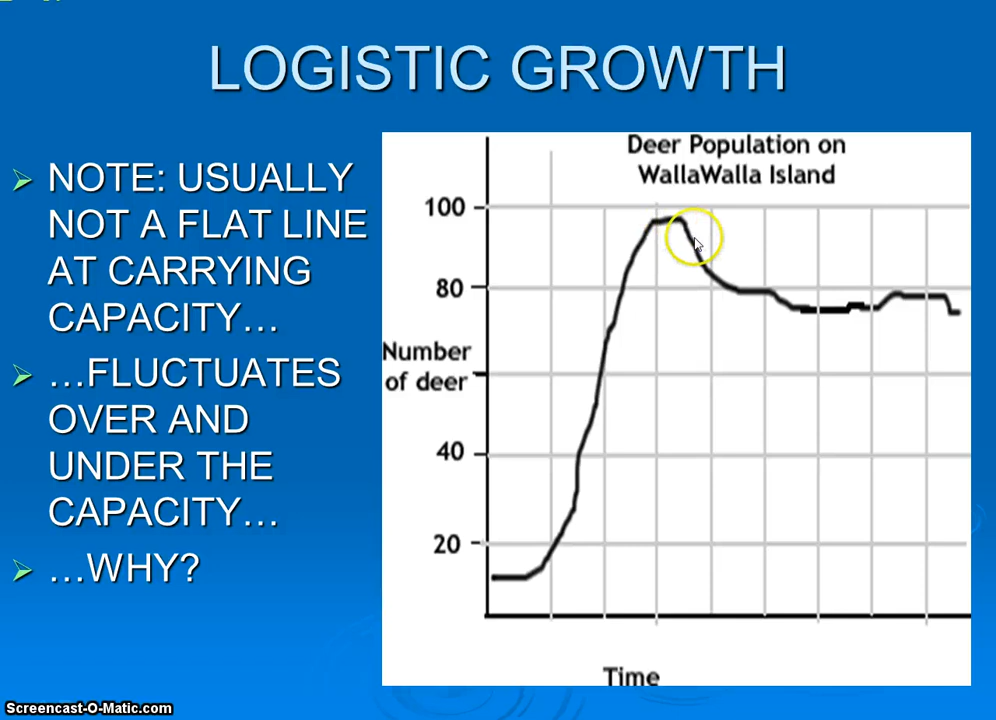 LOGISTIC GROWTH
NOTE: USUALLY
NOT A FLAT LINE
AT CARRYING
CAPACITY…
…FLUCTUATES
OVER AND
UNDER THE
CAPACITY…
…WHY?
Deer Population on
WallaWalla Island
100
80
Number
of deer
40
20
Time
Screencast-O-Matic.com